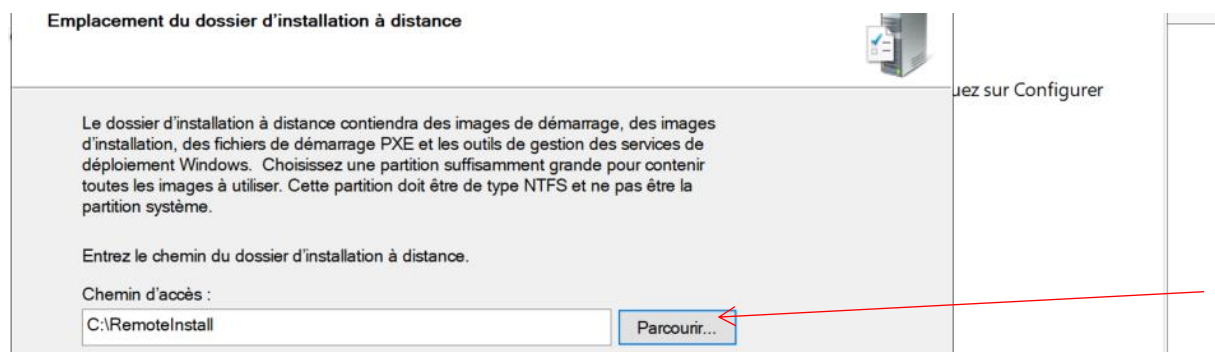 Emplacement du dossier d'installation à distance
uez sur Configurer
Le dossier d'installation à distance contiendra des images de démarrage, des images
d'installation, des fichiers de démarrage PXE et les outils de gestion des services de
déploiement Windows. Choisissez une partition suffisamment grande pour contenir
toutes les images à utiliser. Cette partition doit être de type NTFS et ne pas être la
partition système.
Entrez le chemin du dossier d'installation à distance.
Chemin d'accès :
C:\RemoteInstall
Parcourir...